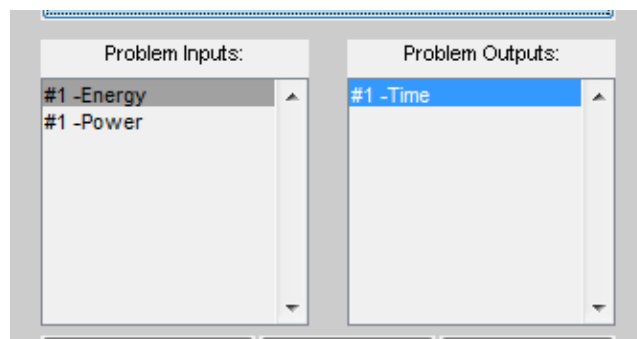 Problem Inputs:
#1 -Energy
#1 -Power
Problem Outputs:
#1 -Time